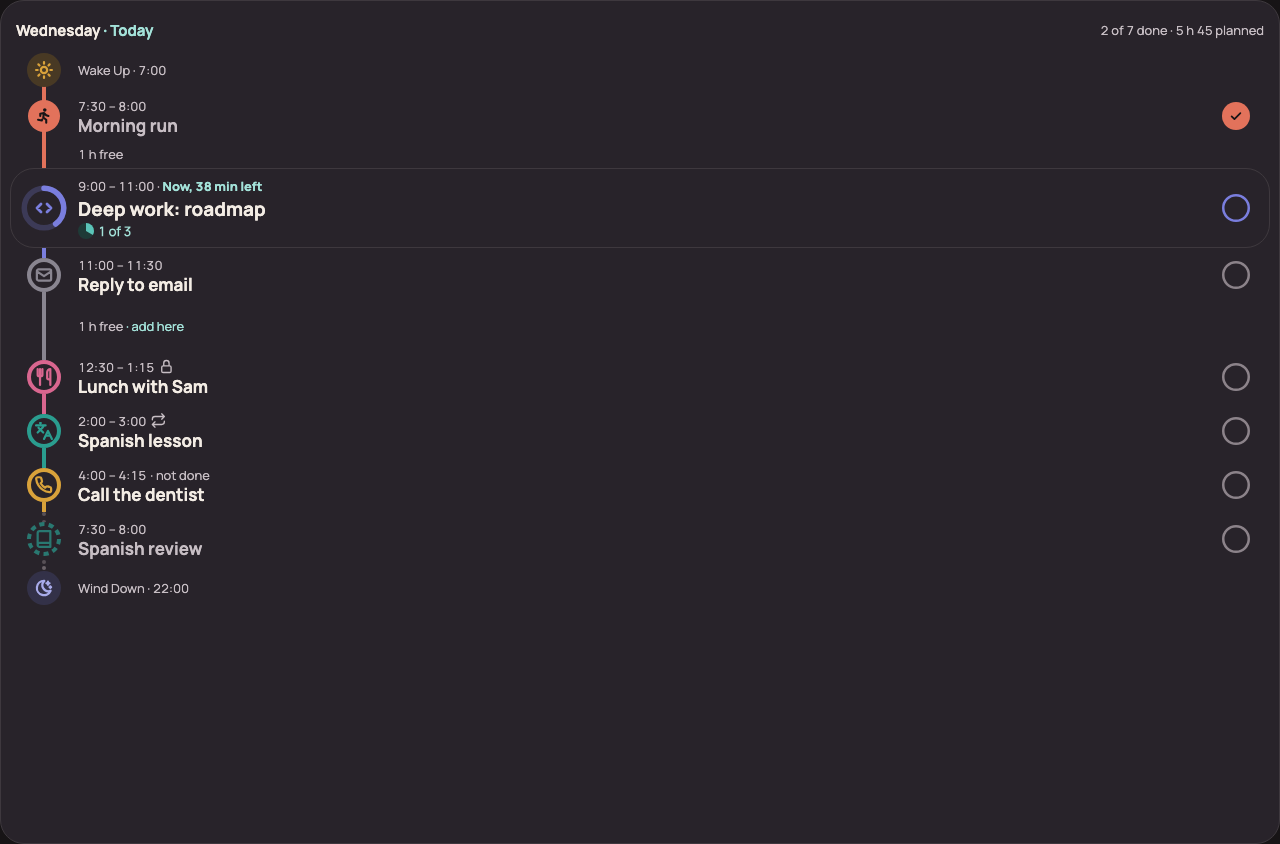 Wednesday · Today
2 of 7 done · 5 h 45 planned
Wake Up · 7:00
7:30 – 8:00
Morning run
1 h free
9:00 – 11:00 · Now, 38 min left
Deep work: roadmap
1 of 3
11:00 – 11:30
Reply to email
1 h free · add here
12:30 – 1:15
Lunch with Sam
2:00 – 3:00
Spanish lesson
4:00 – 4:15 · not done
Call the dentist
7:30 – 8:00
Spanish review
Wind Down · 22:00